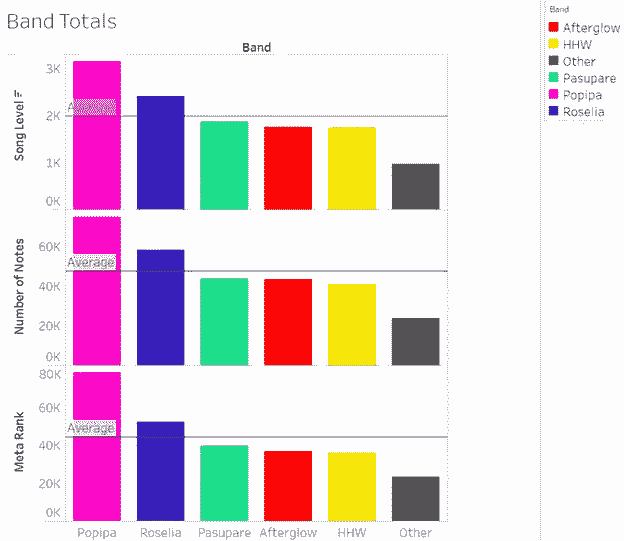 Band Totals
Band
Band
Afterglow
HHW
Other
Pasupare
Popipa
Roselia
Song Level
3K
Average
2K
1K
0K
Number of Notes
60K
Average
40K
20K
0K
Meta Rank
80K
60K
Average
40K
20K
0K
Popipa Roselia Pasupare Afterglow HHW Other